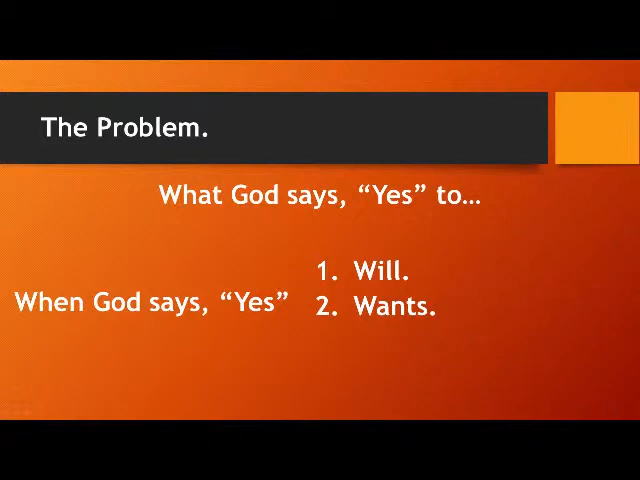 The Problem.
What God says, “Yes” to…
1. Will.
When God says, “Yes”
2. Wants.